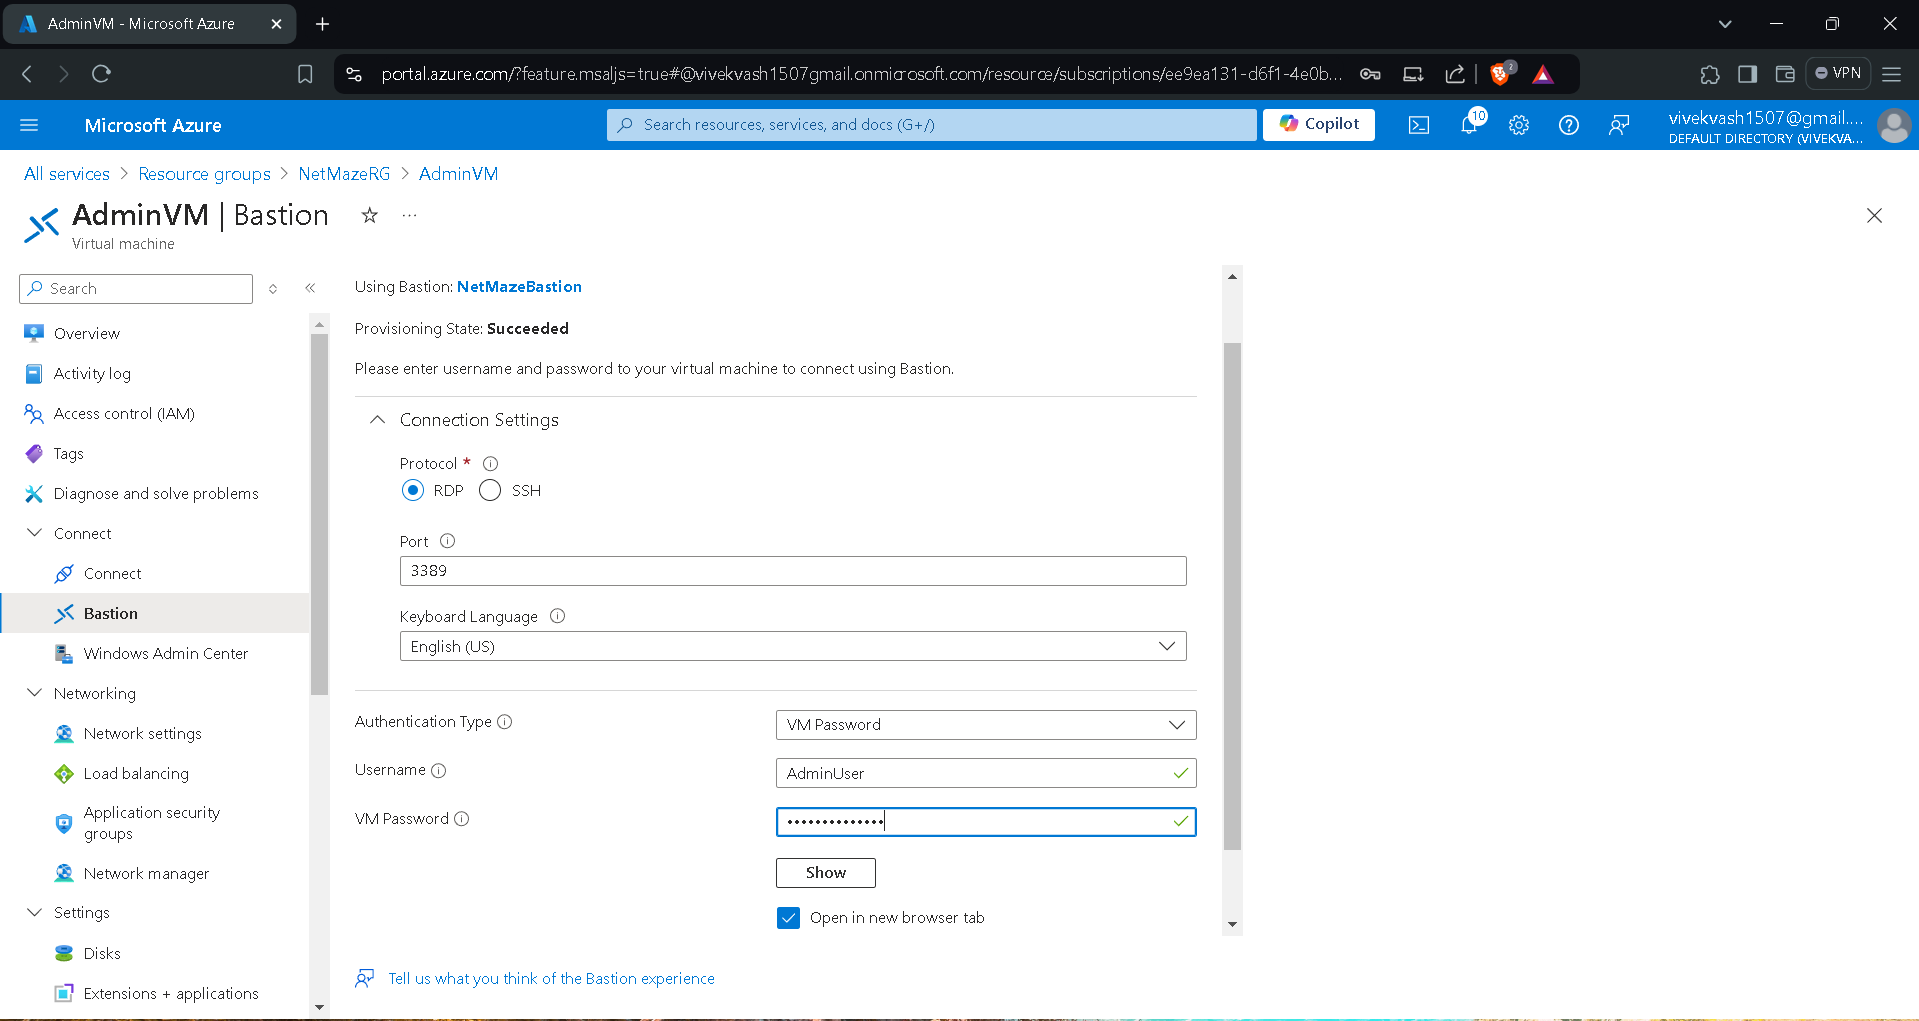 AdminVM - Microsoft Azure
portal.azure.com/?feature.msaljs=true#@vivekvash1507gmail.onmicrosoft.com/resource/subscriptions/ee9ea131-d6f1-4e0b...
2
VPN
Microsoft Azure
Search resources, services, and docs (G+/)
Copilot
10
vivekvash1507@gmail....
DEFAULT DIRECTORY (VIVEKVA...
All services > Resource groups > NetMazeRG > AdminVM
AdminVM | Bastion
Virtual machine
Search
Overview
Activity log
Access control (IAM)
Tags
Diagnose and solve problems
Connect
Connect
Bastion
Windows Admin Center
Networking
Network settings
Load balancing
Application security
groups
Network manager
Settings
Disks
Extensions + applications
Using Bastion: NetMazeBastion
Provisioning State: Succeeded
Please enter username and password to your virtual machine to connect using Bastion.
Connection Settings
Protocol *
RDP SSH
Port
3389
Keyboard Language
English (US)
Authentication Type
VM Password
Username
AdminUser
VM Password
••••••••••••••
Show
Open in new browser tab
Tell us what you think of the Bastion experience